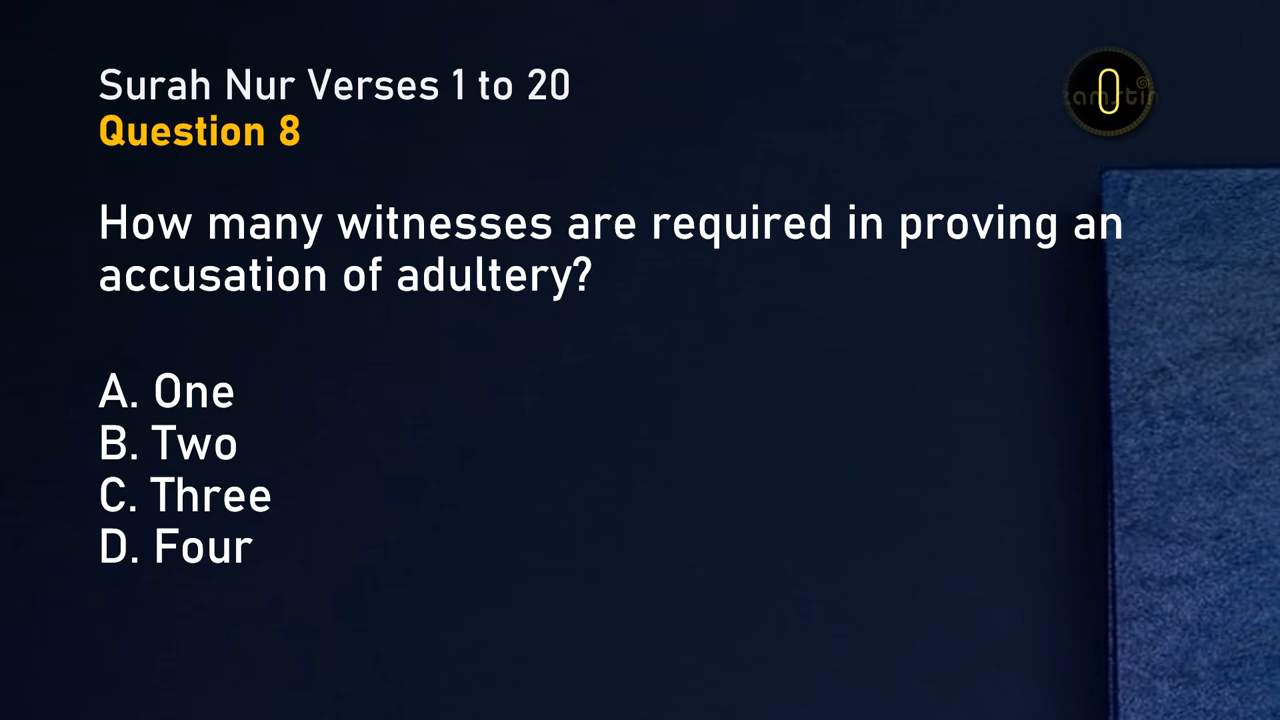 Surah Nur Verses 1 to 20
Question 8
0
How many witnesses are required in proving an
accusation of adultery?
A. One
B. Two
C. Three
D. Four